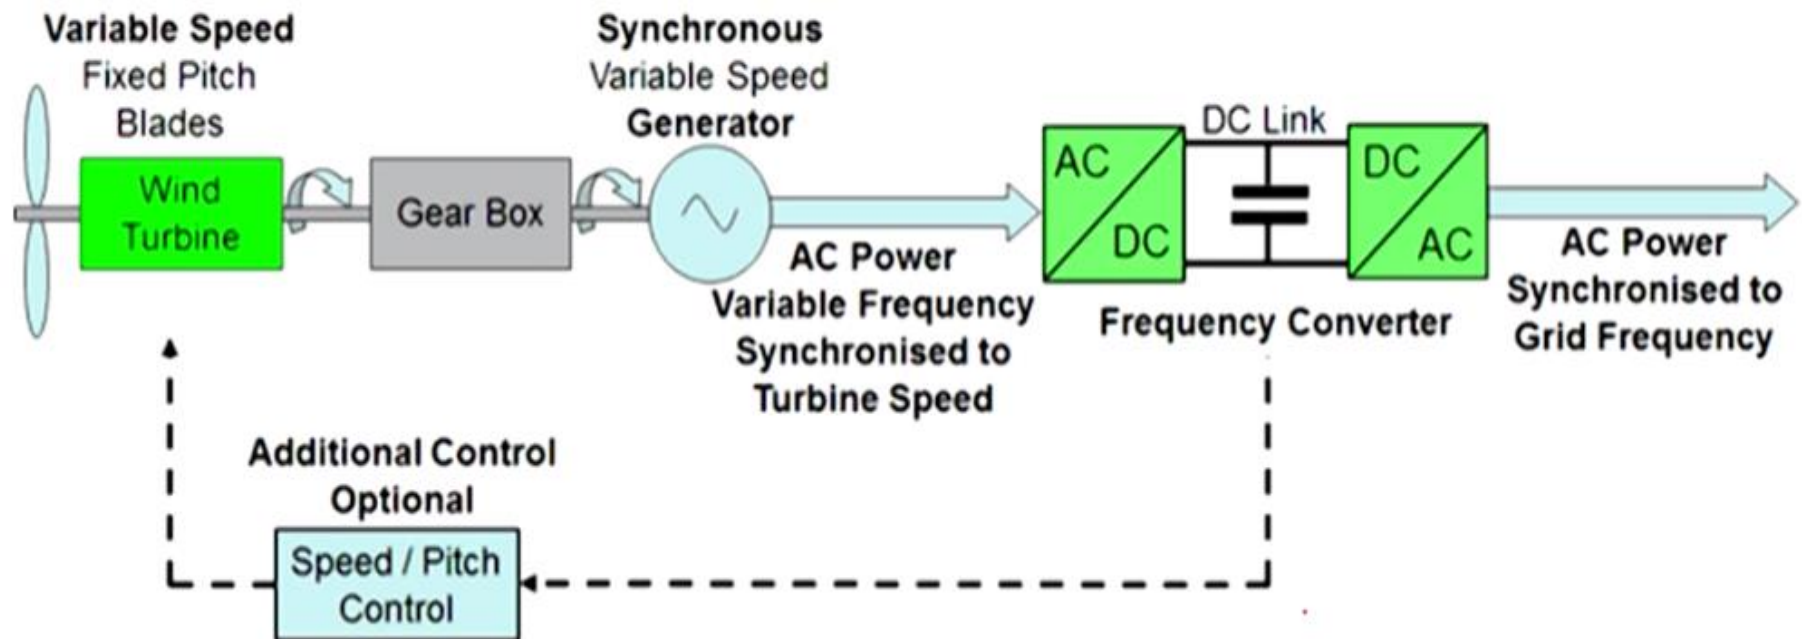 Variable Speed
Fixed Pitch
Blades
Wind
Turbine
Gear Box
Synchronous
Variable Speed
Generator
AC Power
Variable Frequency
Synchronised to
Turbine Speed
AC
DC
DC Link
DC
AC
Frequency Converter
AC Power
Synchronised to
Grid Frequency
Additional Control
Optional
Speed / Pitch
Control